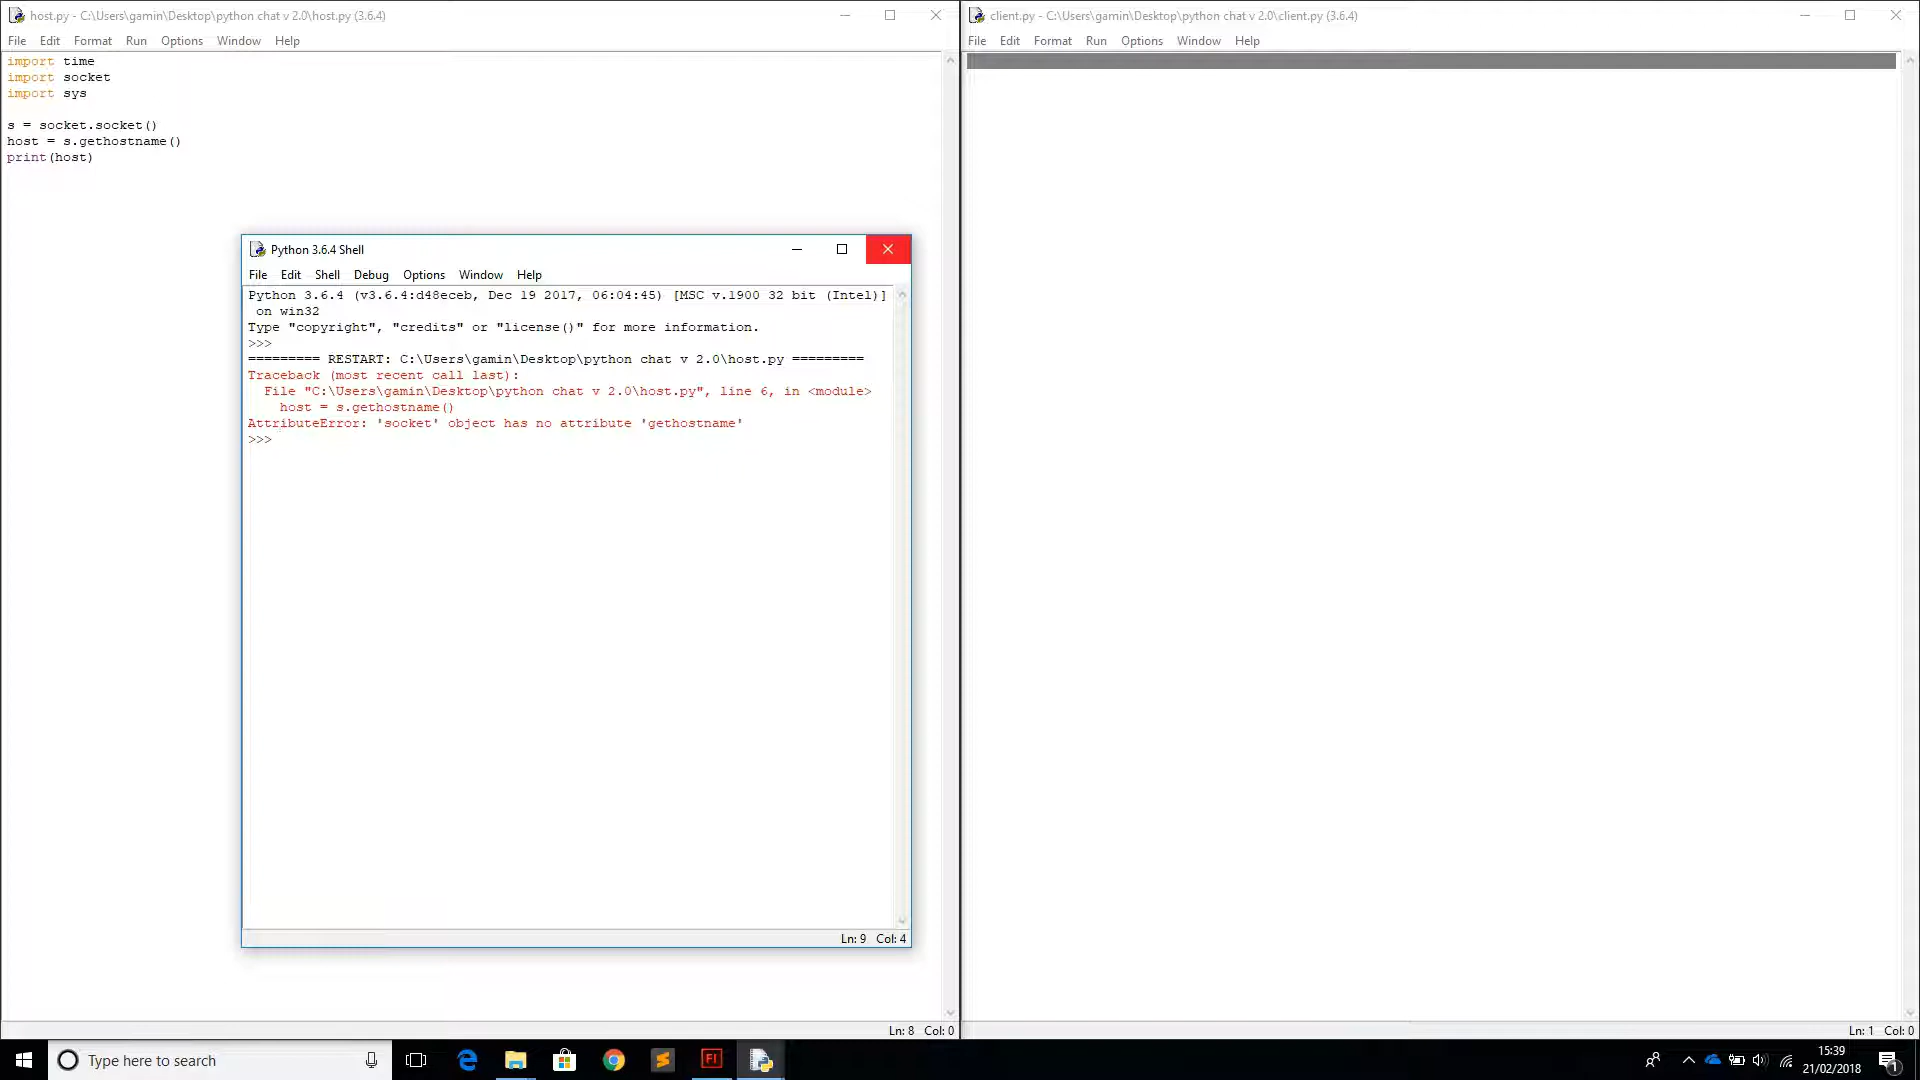 host.py - C:\Users\gamin\Desktop\python chat v 2.0\host.py (3.6.4)
File Edit Format Run Options Window Help
import time
import socket
import sys
s = socket.socket()
host = s.gethostname()
print(host)
Python 3.6.4 Shell
File Edit Shell Debug Options Window Help
Python 3.6.4 (v3.6.4:d48eceb, Dec 19 2017, 06:04:45) [MSC v.1900 32 bit (Intel)]
on win32
Type "copyright", "credits" or "license()" for more information.
>>>
========= RESTART: C:\Users\gamin\Desktop\python chat v 2.0\host.py =========
Traceback (most recent call last):
File "C:\Users\gamin\Desktop\python chat v 2.0\host.py", line 6, in <module>
host = s.gethostname()
AttributeError: 'socket' object has no attribute 'gethostname'
>>>
Ln: 9 Col: 4
Ln: 8 Col: 0
client.py - C:\Users\gamin\Desktop\python chat v 2.0\client.py (3.6.4)
File Edit Format Run Options Window Help
Ln: 1 Col: 0
Type here to search
FI
15:39
21/02/2018
1